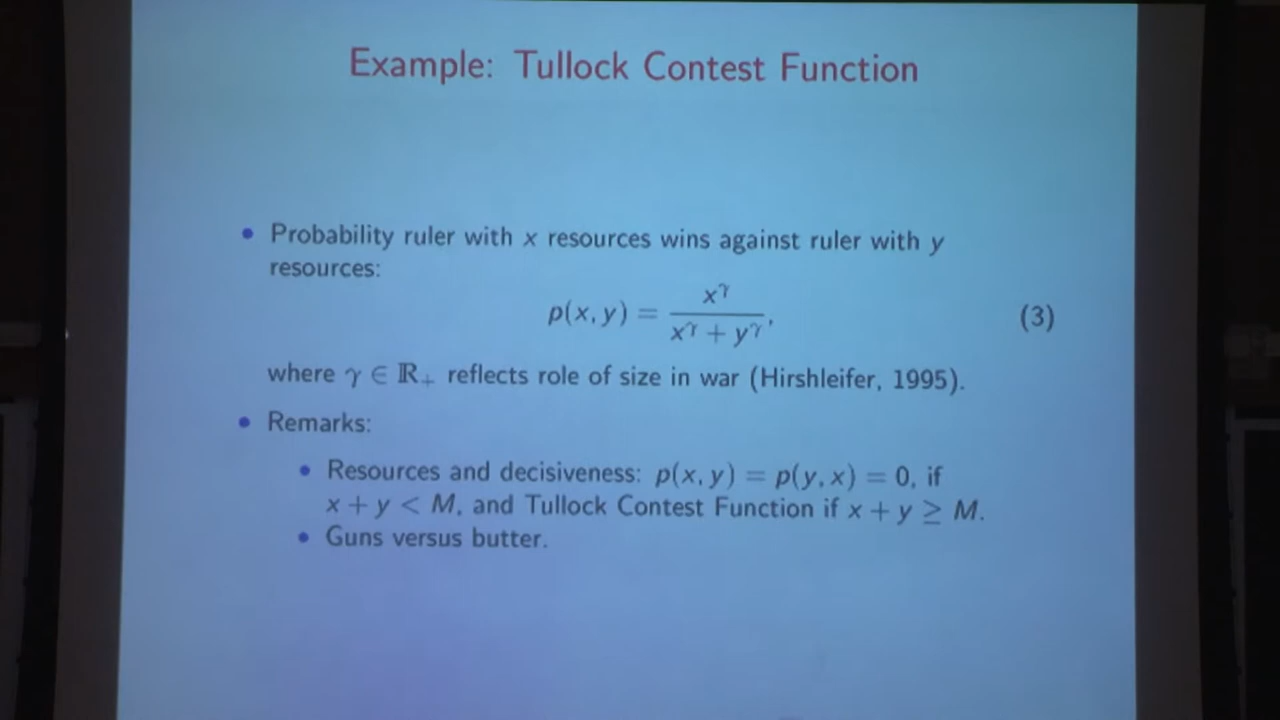 Example: Tullock Contest Function
• Probability ruler with x resources wins against ruler with y
resources:
p(x, y) = x^γ / (x^γ + y^γ), (3)
where γ ∈ ℝ₊ reflects role of size in war (Hirshleifer, 1995).
• Remarks:
• Resources and decisiveness: p(x, y) = p(y, x) = 0, if
x + y < M, and Tullock Contest Function if x + y ≥ M.
• Guns versus butter.